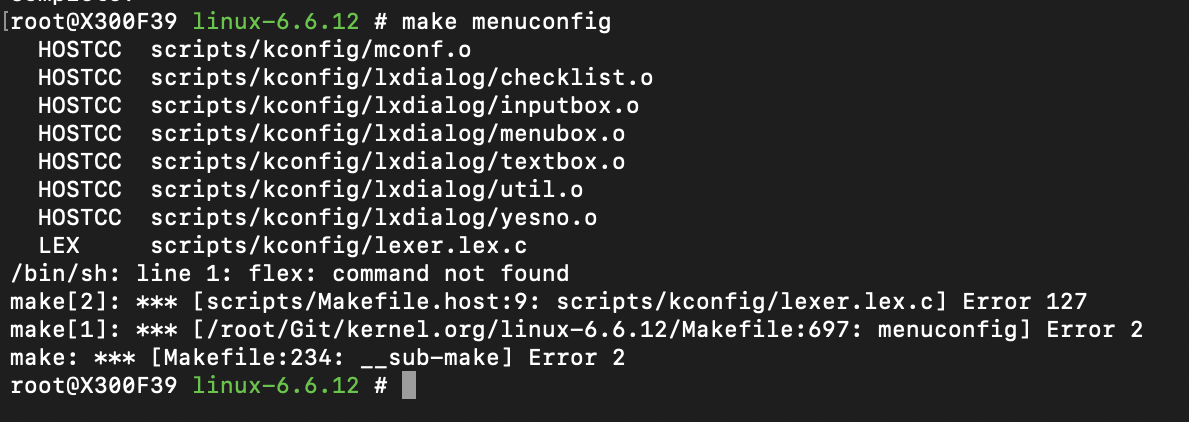 [root@X300F39 linux-6.6.12 # make menuconfig
HOSTCC scripts/kconfig/mconf.o
HOSTCC scripts/kconfig/lxdialog/checklist.o
HOSTCC scripts/kconfig/lxdialog/inputbox.o
HOSTCC scripts/kconfig/lxdialog/menubox.o
HOSTCC scripts/kconfig/lxdialog/textbox.o
HOSTCC scripts/kconfig/lxdialog/util.o
HOSTCC scripts/kconfig/lxdialog/yesno.o
LEX scripts/kconfig/lexer.lex.c
/bin/sh: line 1: flex: command not found
make[2]: *** [scripts/Makefile.host:9: scripts/kconfig/lexer.lex.c] Error 127
make[1]: *** [/root/Git/kernel.org/linux-6.6.12/Makefile:697: menuconfig] Error 2
make: *** [Makefile:234: __sub-make] Error 2
root@X300F39 linux-6.6.12 #